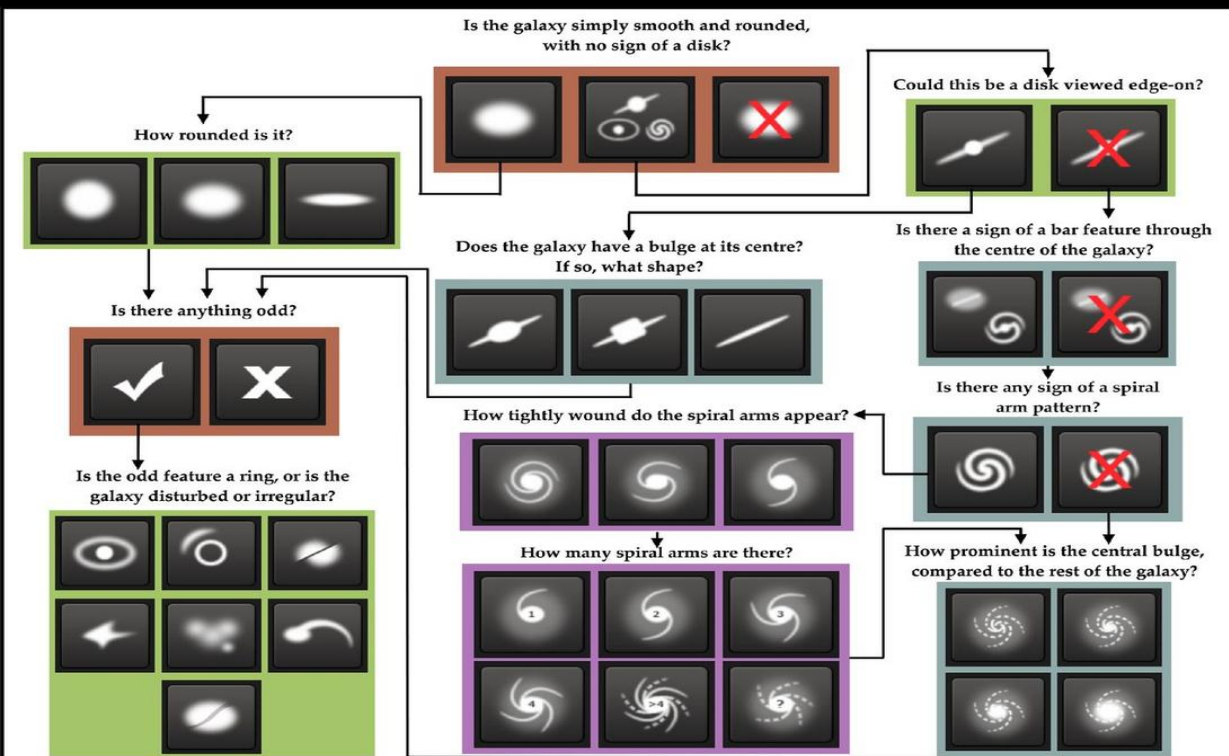 Is the galaxy simply smooth and rounded,
with no sign of a disk?
Could this be a disk viewed edge-on?
How rounded is it?
Does the galaxy have a bulge at its centre?
If so, what shape?
Is there a sign of a bar feature through
the centre of the galaxy?
Is there anything odd?
Is there any sign of a spiral
arm pattern?
How tightly wound do the spiral arms appear?
Is the odd feature a ring, or is the
galaxy disturbed or irregular?
How many spiral arms are there?
1
2
3
4
>4
?
How prominent is the central bulge,
compared to the rest of the galaxy?